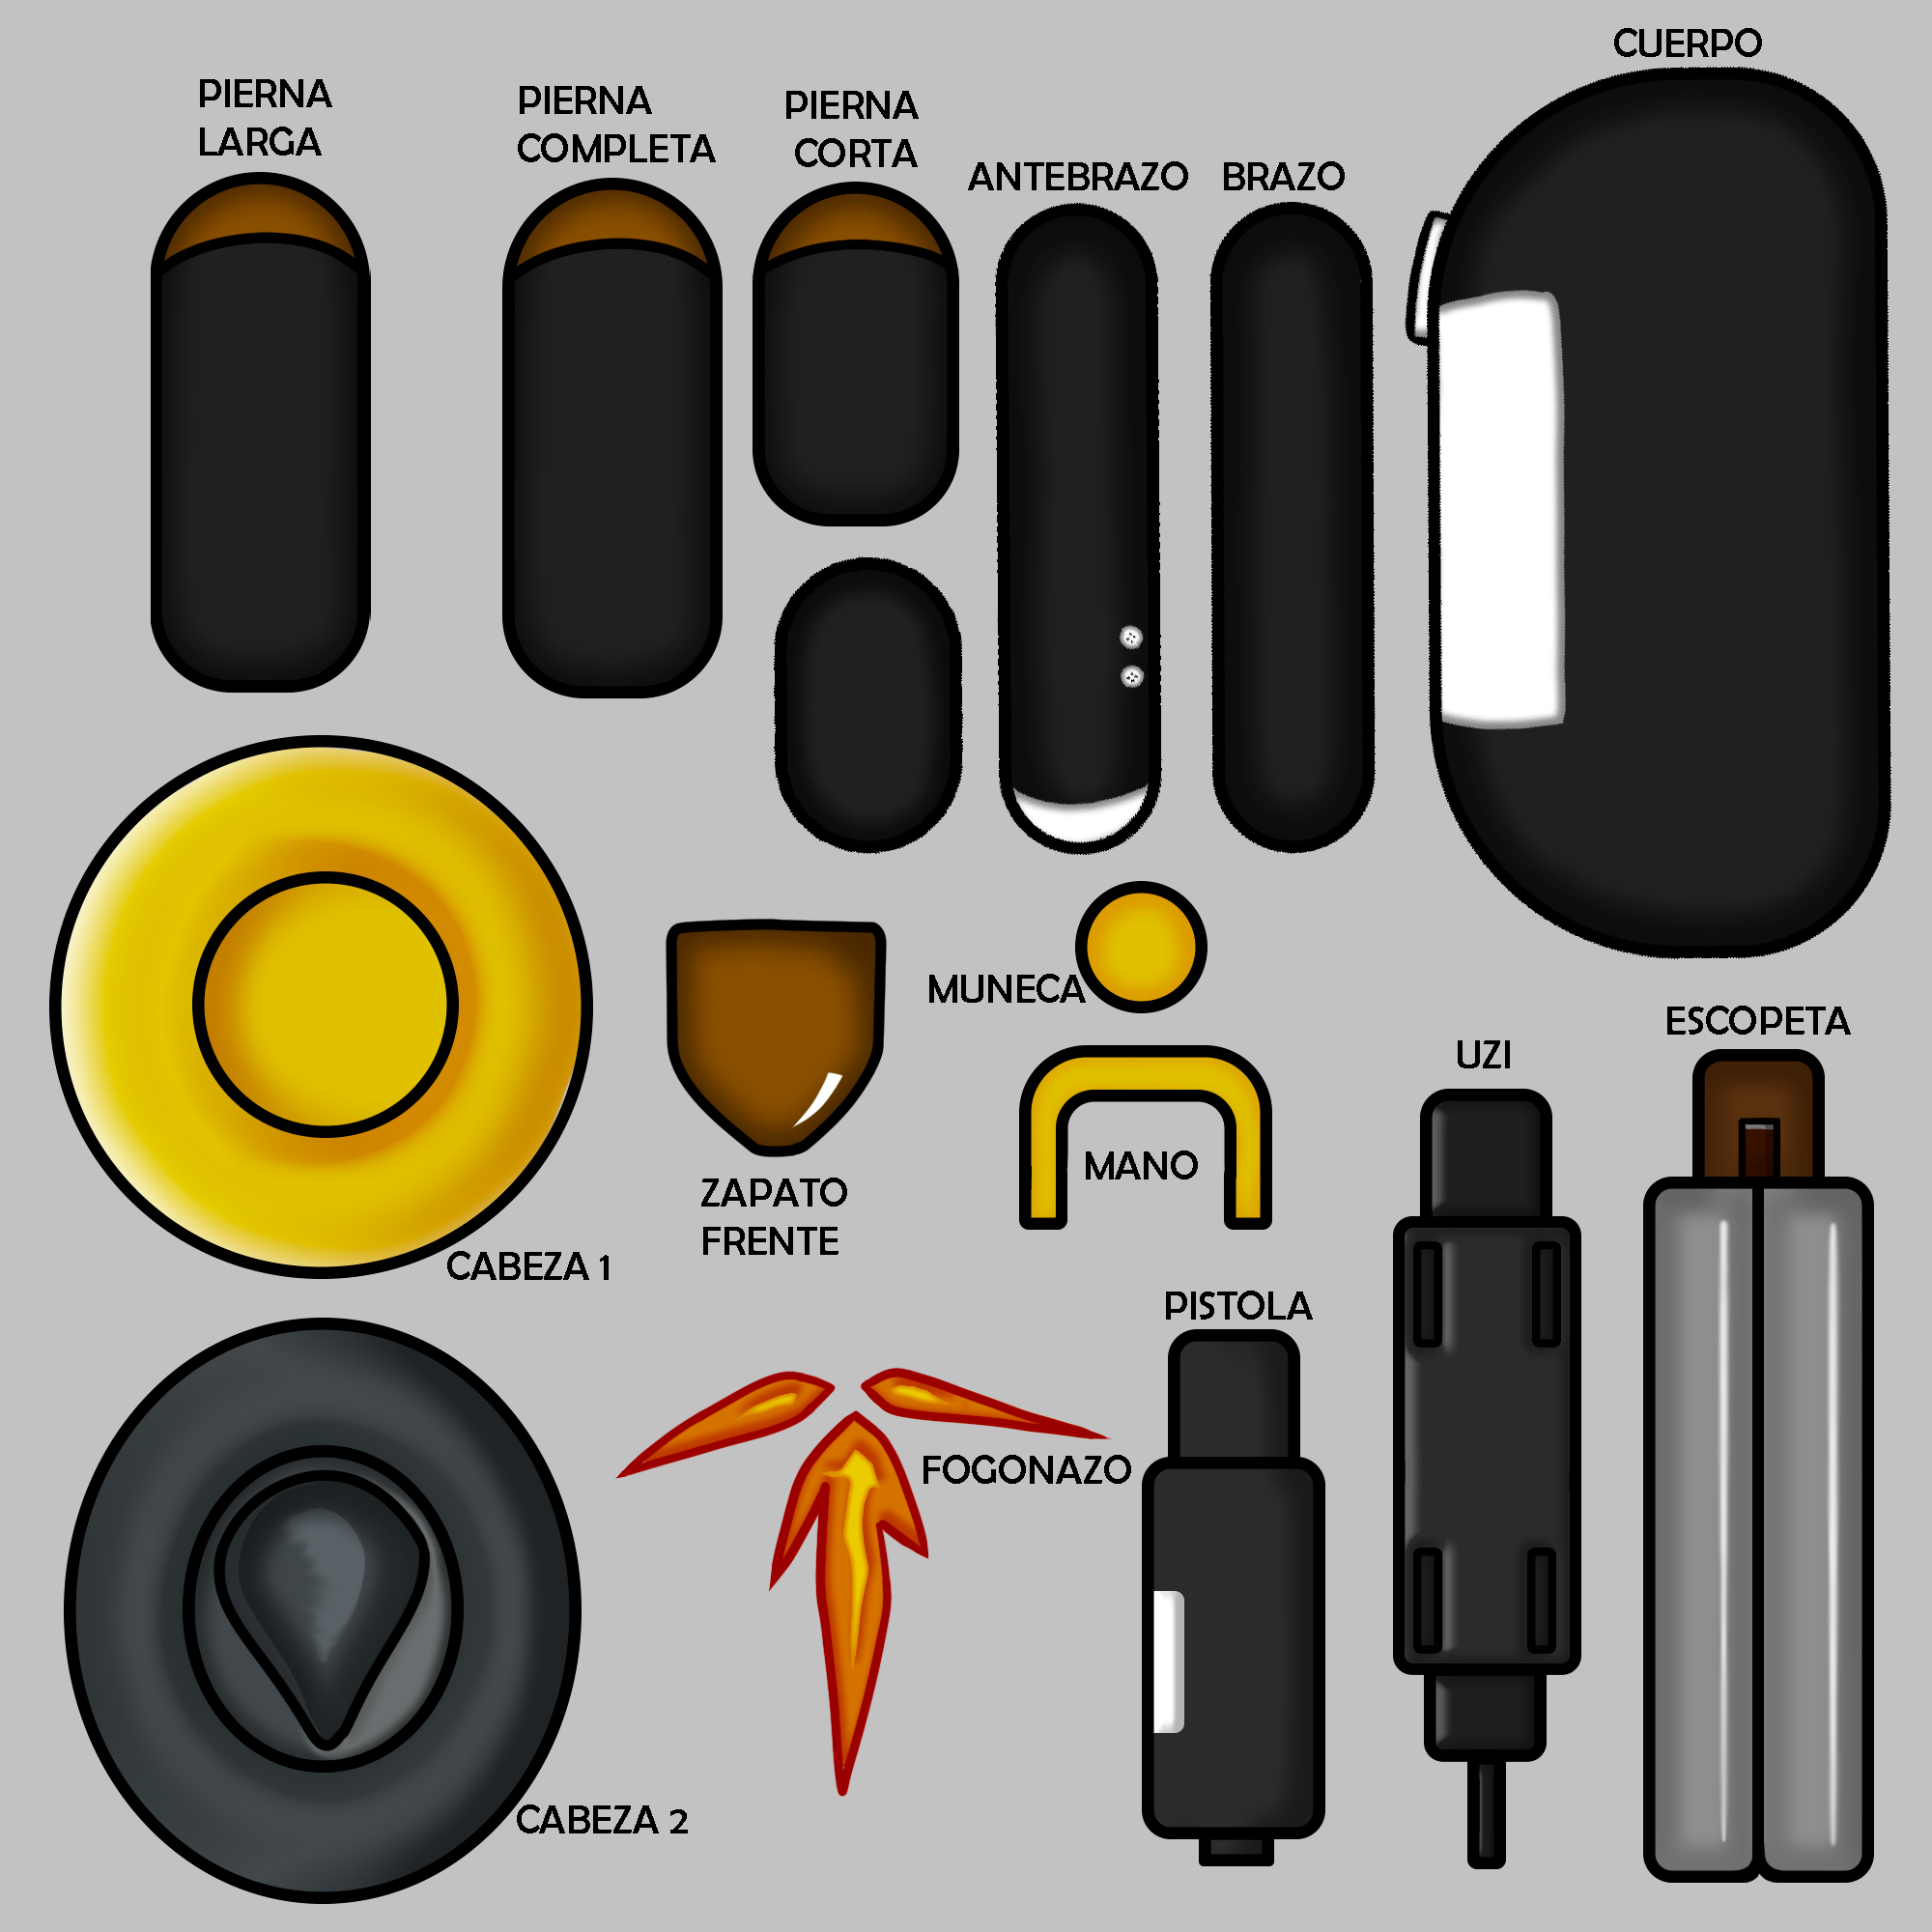 CUERPO
PIERNA
LARGA
PIERNA
COMPLETA
PIERNA
CORTA
ANTEBRAZO
BRAZO
MUNECA
ZAPATO
FRENTE
MANO
CABEZA 1
UZI
ESCOPETA
PISTOLA
FOGONAZO
CABEZA 2